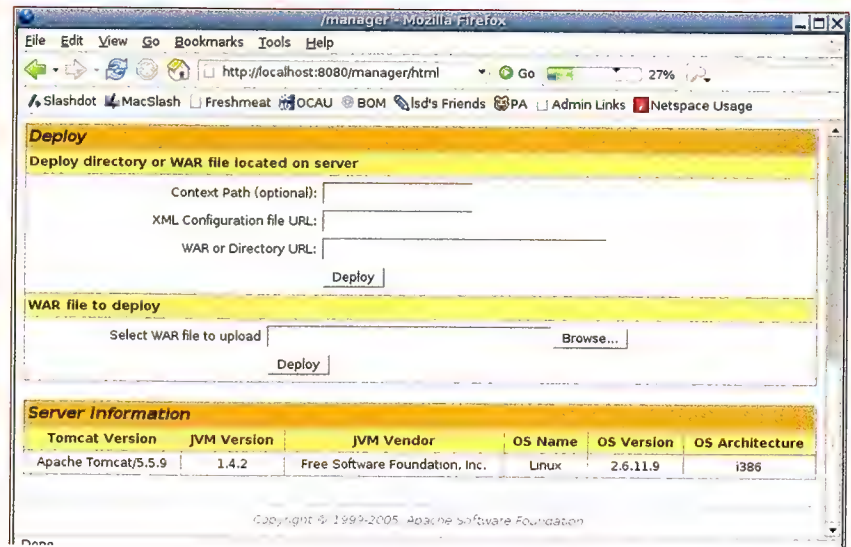 /manager - Mozilla Firefox
File Edit View Go Bookmarks Tools Help
http://localhost:8080/manager/html Go 27%
Slashdot MacSlash Freshmeat OCAU BOM lsd's Friends PA Admin Links Netspace Usage
Deploy
Deploy directory or WAR file located on server
Context Path (optional):
XML Configuration file URL:
WAR or Directory URL:
Deploy
WAR file to deploy
Select WAR file to upload Browse...
Deploy
Server Information
Tomcat Version JVM Version JVM Vendor OS Name OS Version OS Architecture
Apache Tomcat/5.5.9 1.4.2 Free Software Foundation, Inc. Linux 2.6.11.9 i386
Copyright © 1999-2005, Apache Software Foundation
Done